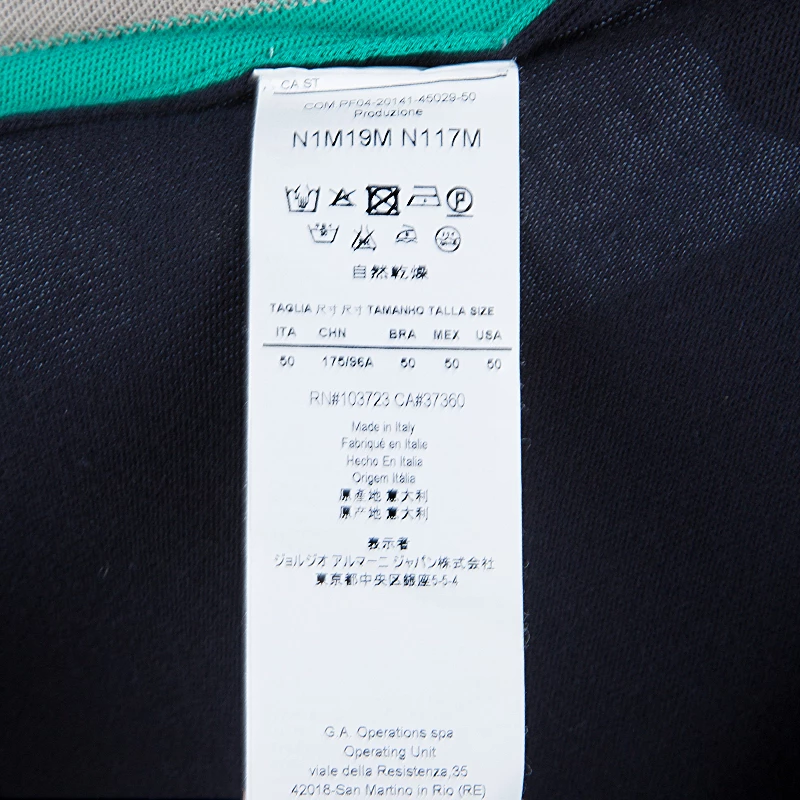 CA ST
COM.PF04-20141-45029-50
Produzione
N1M19M N117M
自然乾燥
TAGLIA 尺寸 尺寸 TAMANHO TALLA SIZE
ITA CHN BRA MEX USA
50 175/96A 50 50 50
RN#103723 CA#37360
Made in Italy
Fabriqué en Italie
Hecho En Italia
Origem Itália
原產地 意大利
原产地 意大利
表示者
ジョルジオ アルマーニ ジャパン株式会社
東京都中央区銀座5-5-4
G.A. Operations spa
Operating Unit
viale della Resistenza,35
42018-San Martino in Rio (RE)